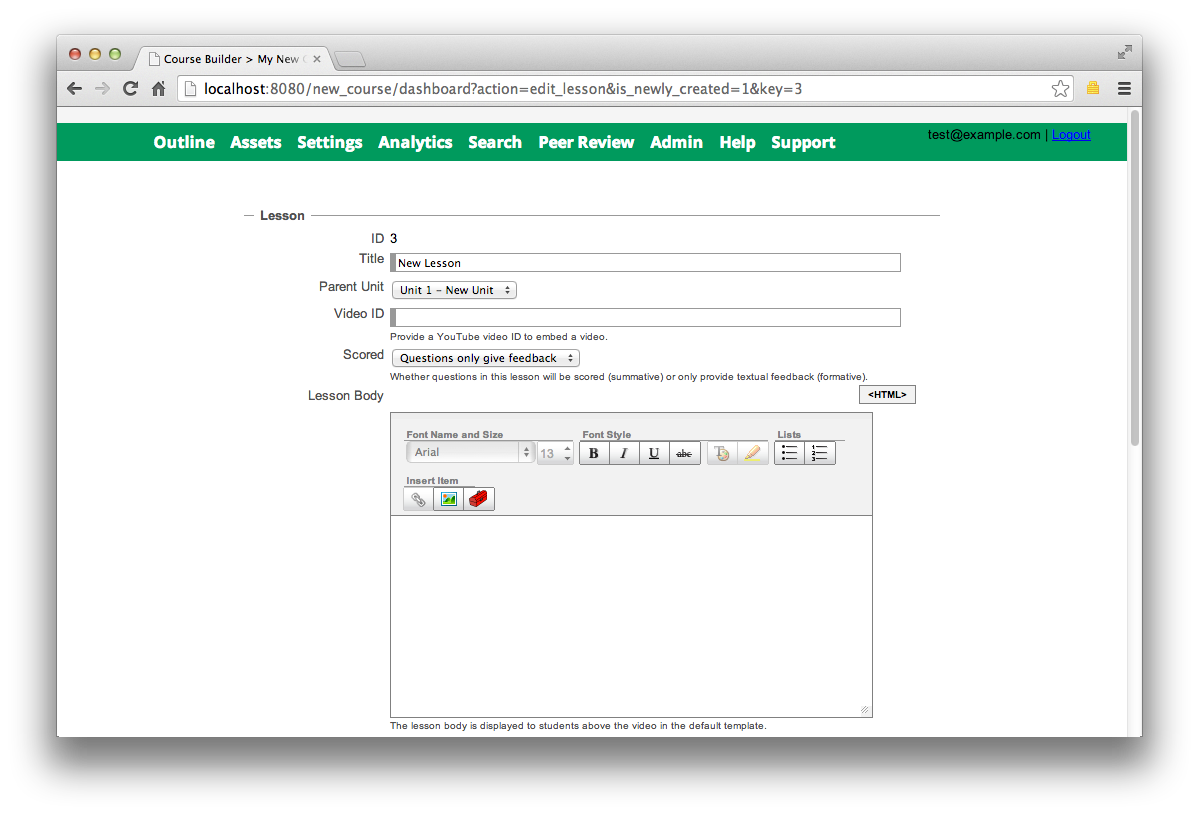 Course Builder > My New C
localhost:8080/new_course/dashboard?action=edit_lesson&is_newly_created=1&key=3
test@example.com | Logout
Outline Assets Settings Analytics Search Peer Review Admin Help Support
Lesson
ID 3
Title New Lesson
Parent Unit Unit 1 – New Unit
Video ID
Provide a YouTube video ID to embed a video.
Scored Questions only give feedback
Whether questions in this lesson will be scored (summative) or only provide textual feedback (formative).
Lesson Body <HTML>
Font Name and Size Font Style Lists
Arial 13 B I U abc T
Insert Item
The lesson body is displayed to students above the video in the default template.